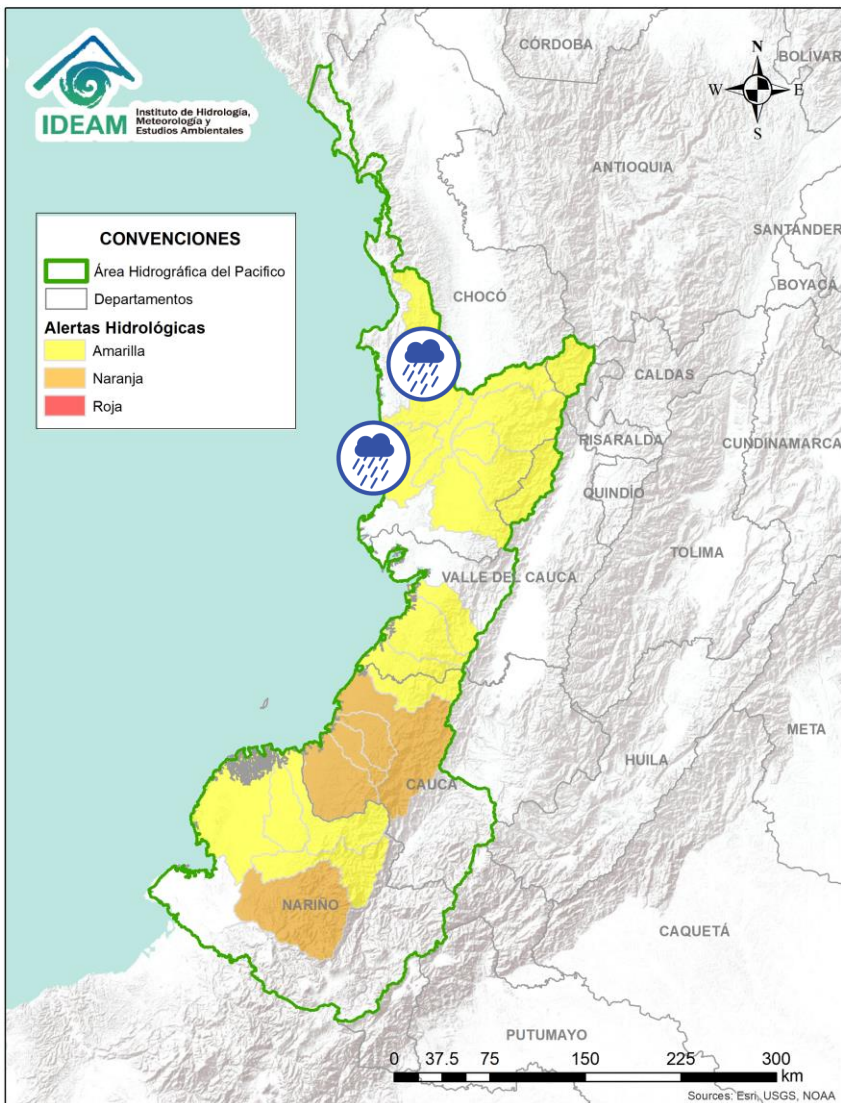 IDEAM
Instituto de Hidrología,
Meteorología y
Estudios Ambientales
N
W
E
S
CÓRDOBA
BOLÍVAR
ANTIOQUIA
SANTANDER
BOYACÁ
CHOCÓ
CALDAS
RISARALDA
CUNDINAMARCA
QUINDÍO
TOLIMA
VALLE DEL CAUCA
META
HUILA
CAUCA
NARIÑO
CAQUETÁ
PUTUMAYO
CONVENCIONES
Área Hidrográfica del Pacifico
Departamentos
Alertas Hidrológicas
Amarilla
Naranja
Roja
0 37.5 75 150 225 300
km
Sources: Esri, USGS, NOAA